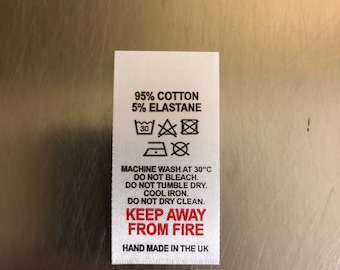 95% COTTON
5% ELASTANE
30
MACHINE WASH AT 30°C
DO NOT BLEACH.
DO NOT TUMBLE DRY.
COOL IRON.
DO NOT DRY CLEAN.
KEEP AWAY
FROM FIRE
HAND MADE IN THE UK